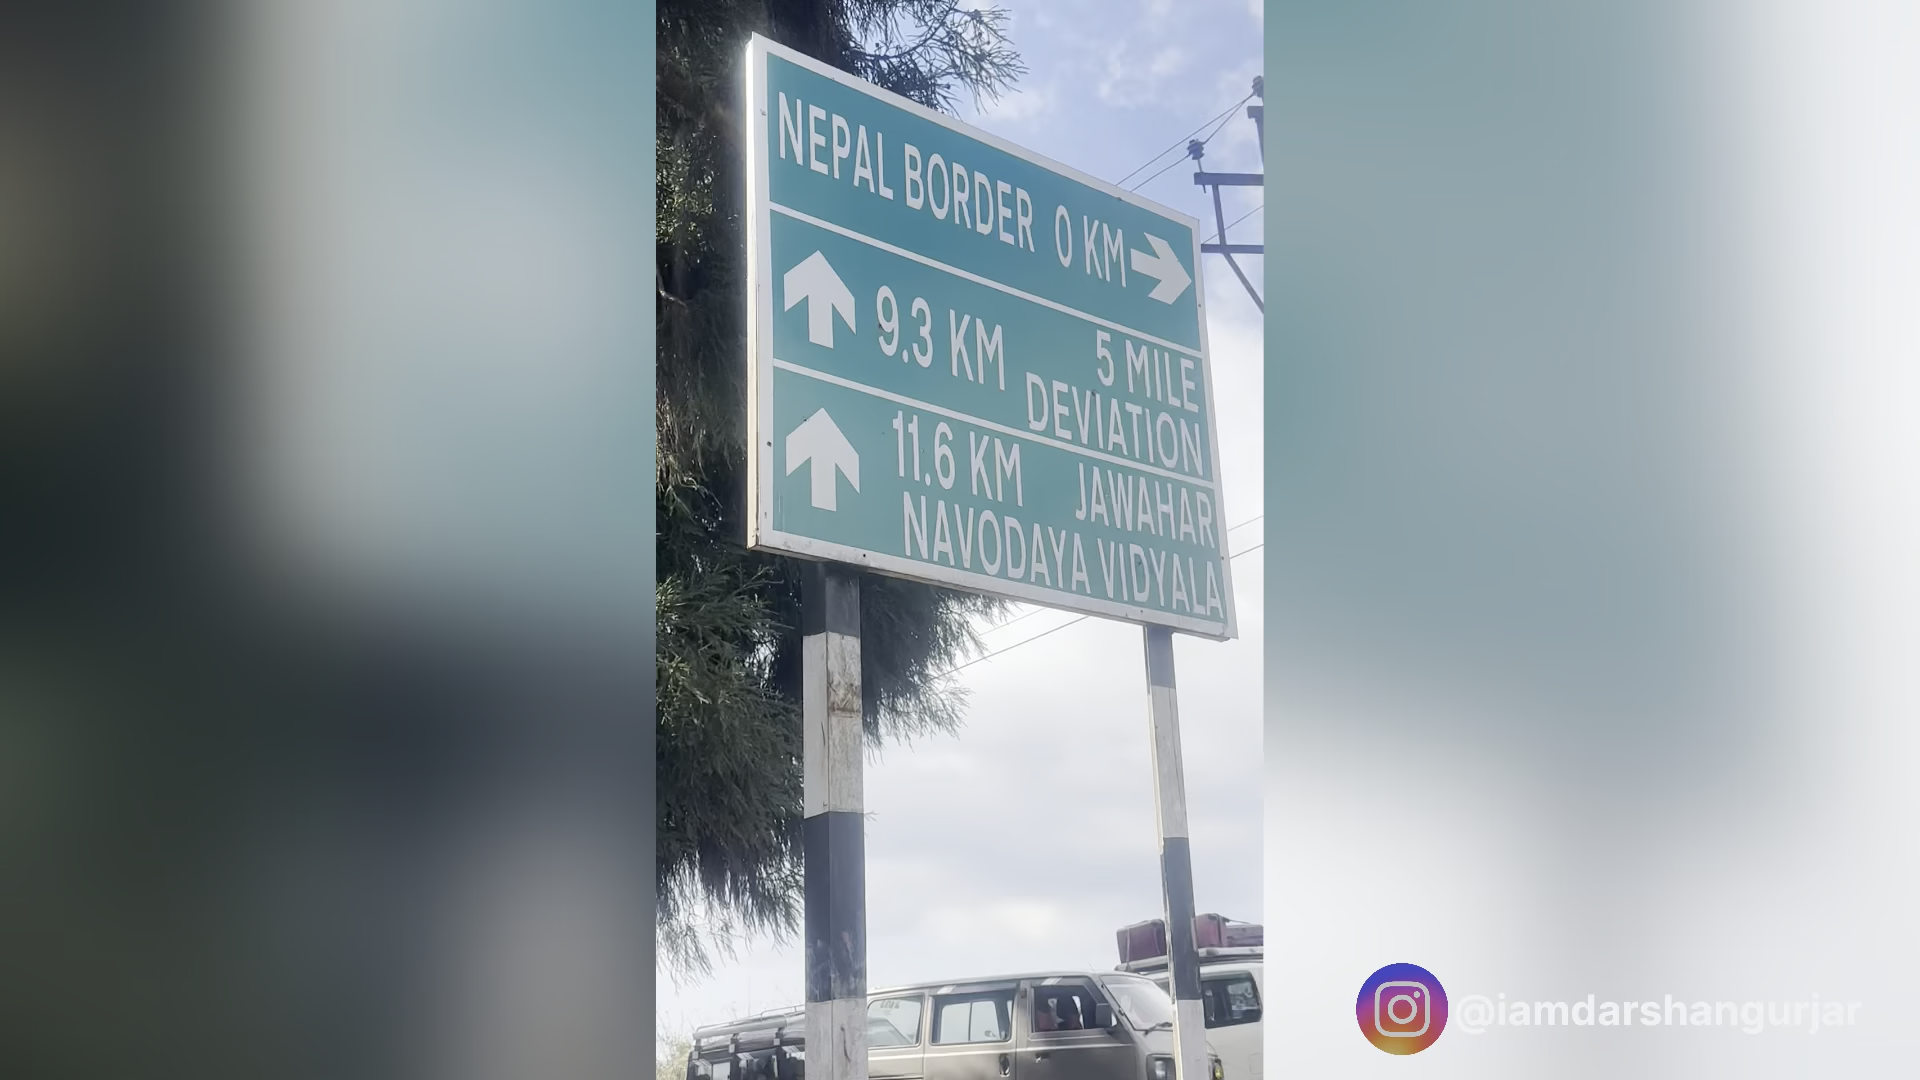 NEPAL BORDER 0 KM
9.3 KM 5 MILE
DEVIATION
11.6 KM JAWAHAR
NAVODAYA VIDYALA
@iamdarshangurjar